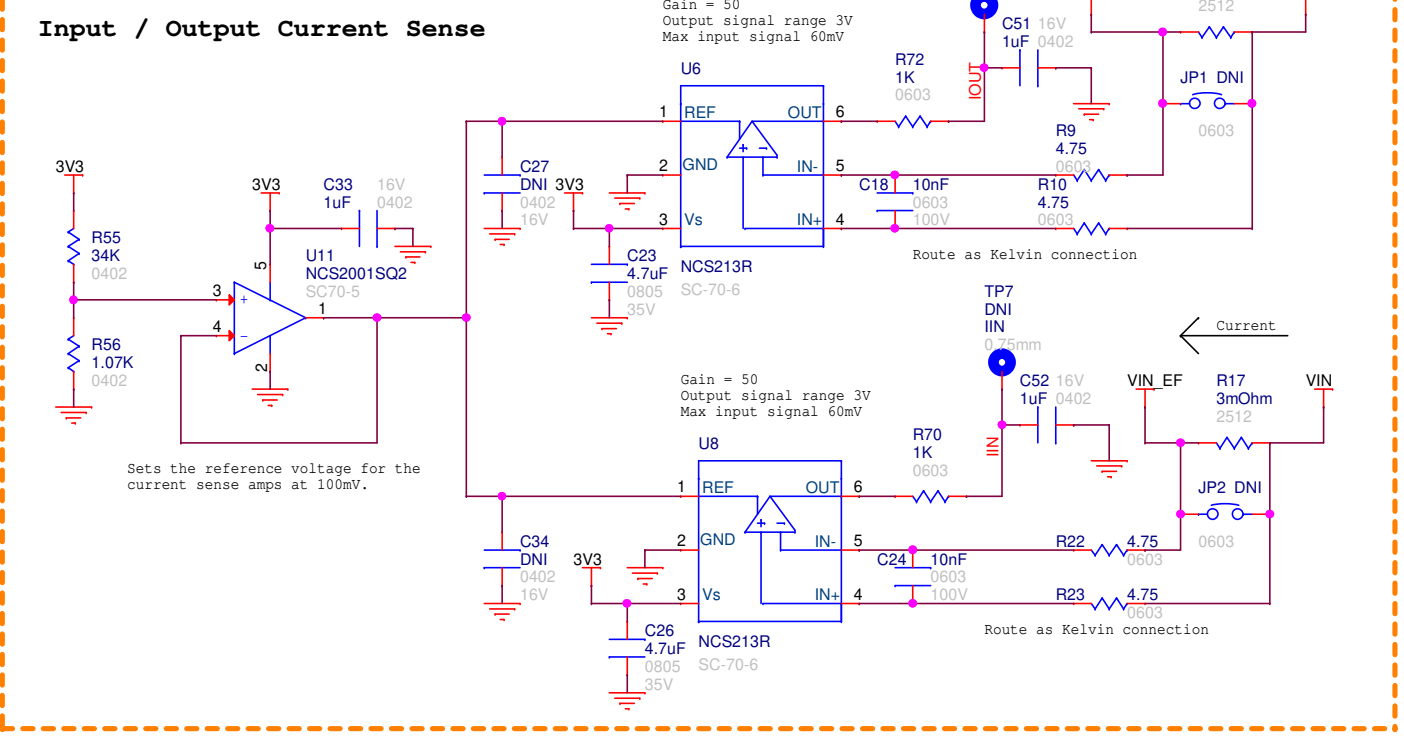 Gain = 50
Output signal range 3V
Max input signal 60mV
Input / Output Current Sense
C51 16V
1uF 0402
2512
U6
R72
1K
0603
IOUT
JP1 DNI
0603
1 REF OUT 6
2 GND IN- 5
3 Vs IN+ 4
+ -
R9
4.75
0603
R10
4.75
0603
C27
DNI
0402
16V
3V3
C18 10nF
0603
100V
Route as Kelvin connection
NCS213R
SC-70-6
C23
4.7uF
0805
35V
3V3
R55
34K
0402
R56
1.07K
0402
3V3
C33 16V
1uF 0402
U11
NCS2001SQ2
SC70-5
5
3 +
4 -
1
2
Sets the reference voltage for the
current sense amps at 100mV.
TP7
DNI
IIN
0.75mm
Current
Gain = 50
Output signal range 3V
Max input signal 60mV
C52 16V
1uF 0402
VIN_EF
R17
3mOhm
2512
VIN
U8
R70
1K
0603
IIN
JP2 DNI
0603
1 REF OUT 6
2 GND IN- 5
3 Vs IN+ 4
+ -
C34
DNI
0402
16V
3V3
C24 10nF
0603
100V
R22 4.75
0603
R23 4.75
0603
Route as Kelvin connection
C26
4.7uF
0805
35V
NCS213R
SC-70-6